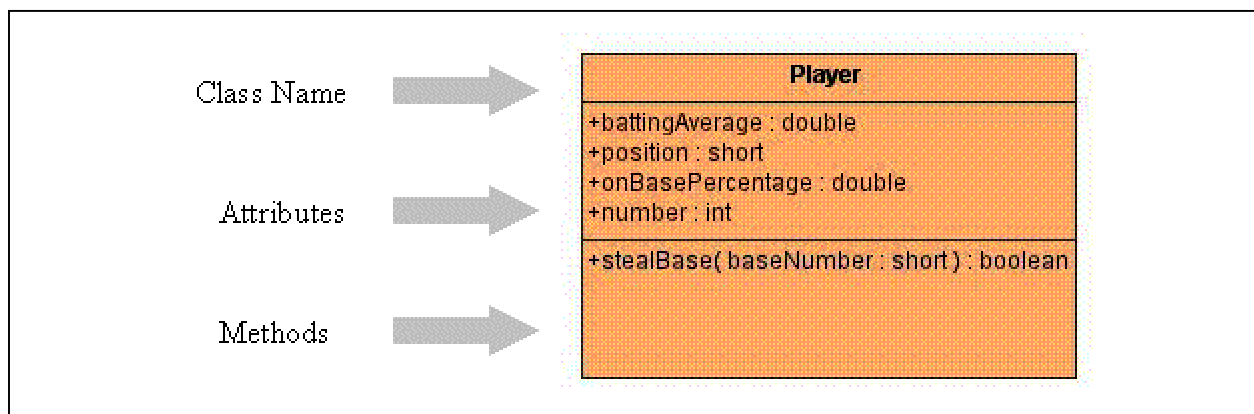 Class Name
Attributes
Methods
Player
+battingAverage : double
+position : short
+onBasePercentage : double
+number : int
+stealBase( baseNumber : short ) : boolean